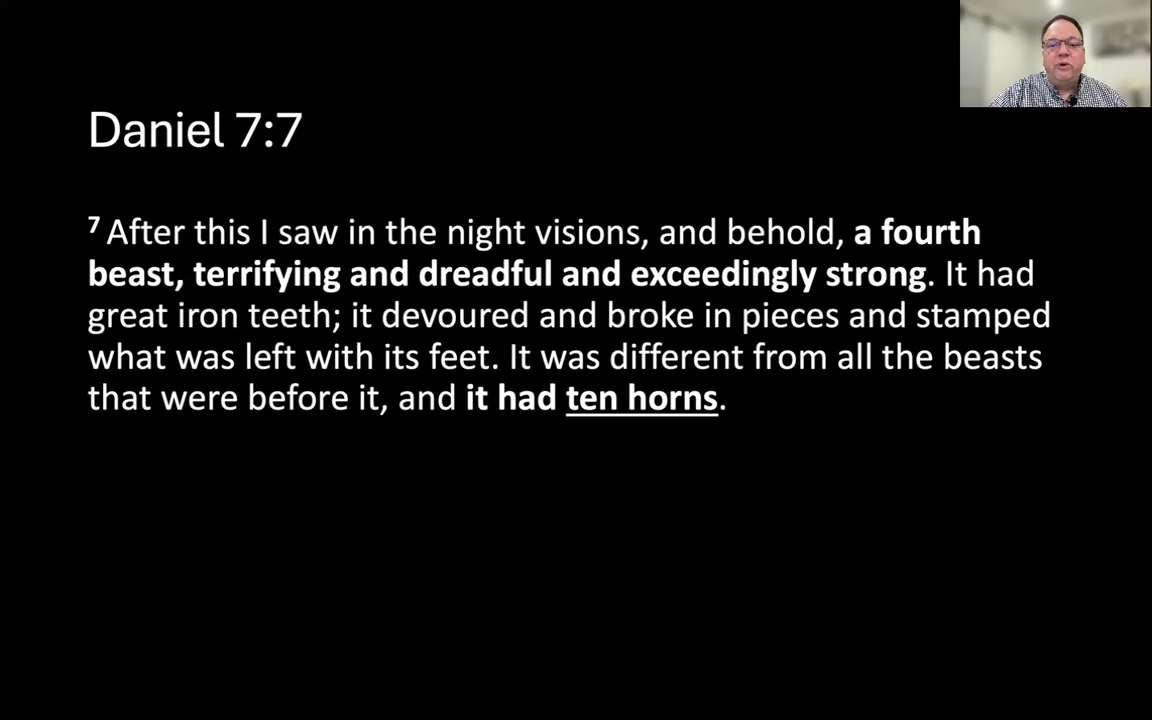 Daniel 7:7
7 After this I saw in the night visions, and behold, a fourth
beast, terrifying and dreadful and exceedingly strong. It had
great iron teeth; it devoured and broke in pieces and stamped
what was left with its feet. It was different from all the beasts
that were before it, and it had ten horns.